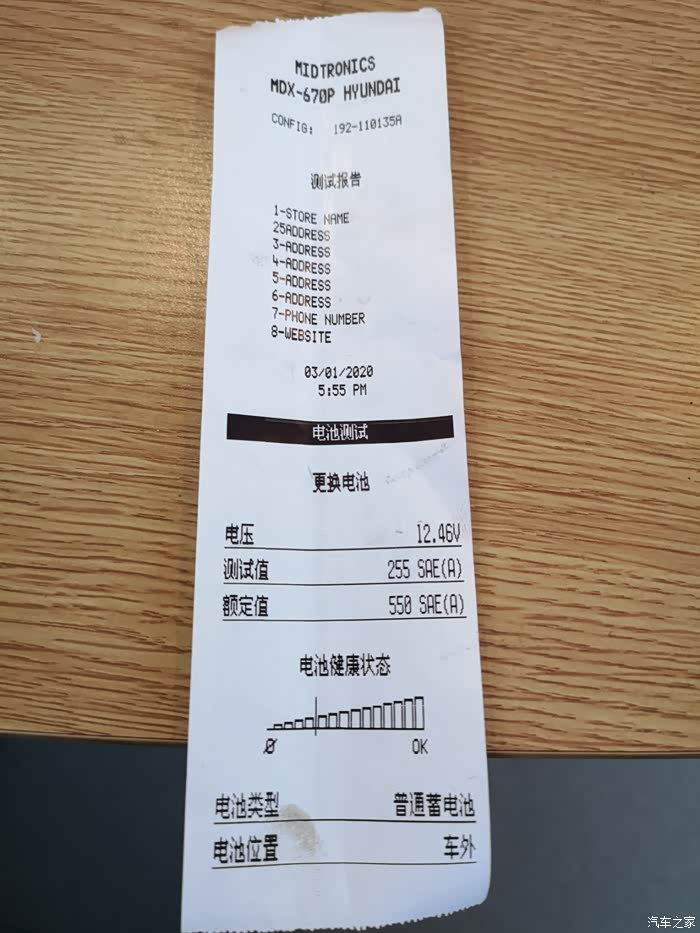 MIDTRONICS
MDX-670P HYUNDAI
CONFIG: 192-110135A
测试报告
1-STORE NAME
25ADDRESS
3-ADDRESS
4-ADDRESS
5-ADDRESS
6-ADDRESS
7-PHONE NUMBER
8-WEBSITE
03/01/2020
5:55 PM
电池测试
更换电池
电压 12.46V
测试值 255 SAE(A)
额定值 550 SAE(A)
电池健康状态
0 OK
电池类型 普通蓄电池
电池位置 车外
汽车之家